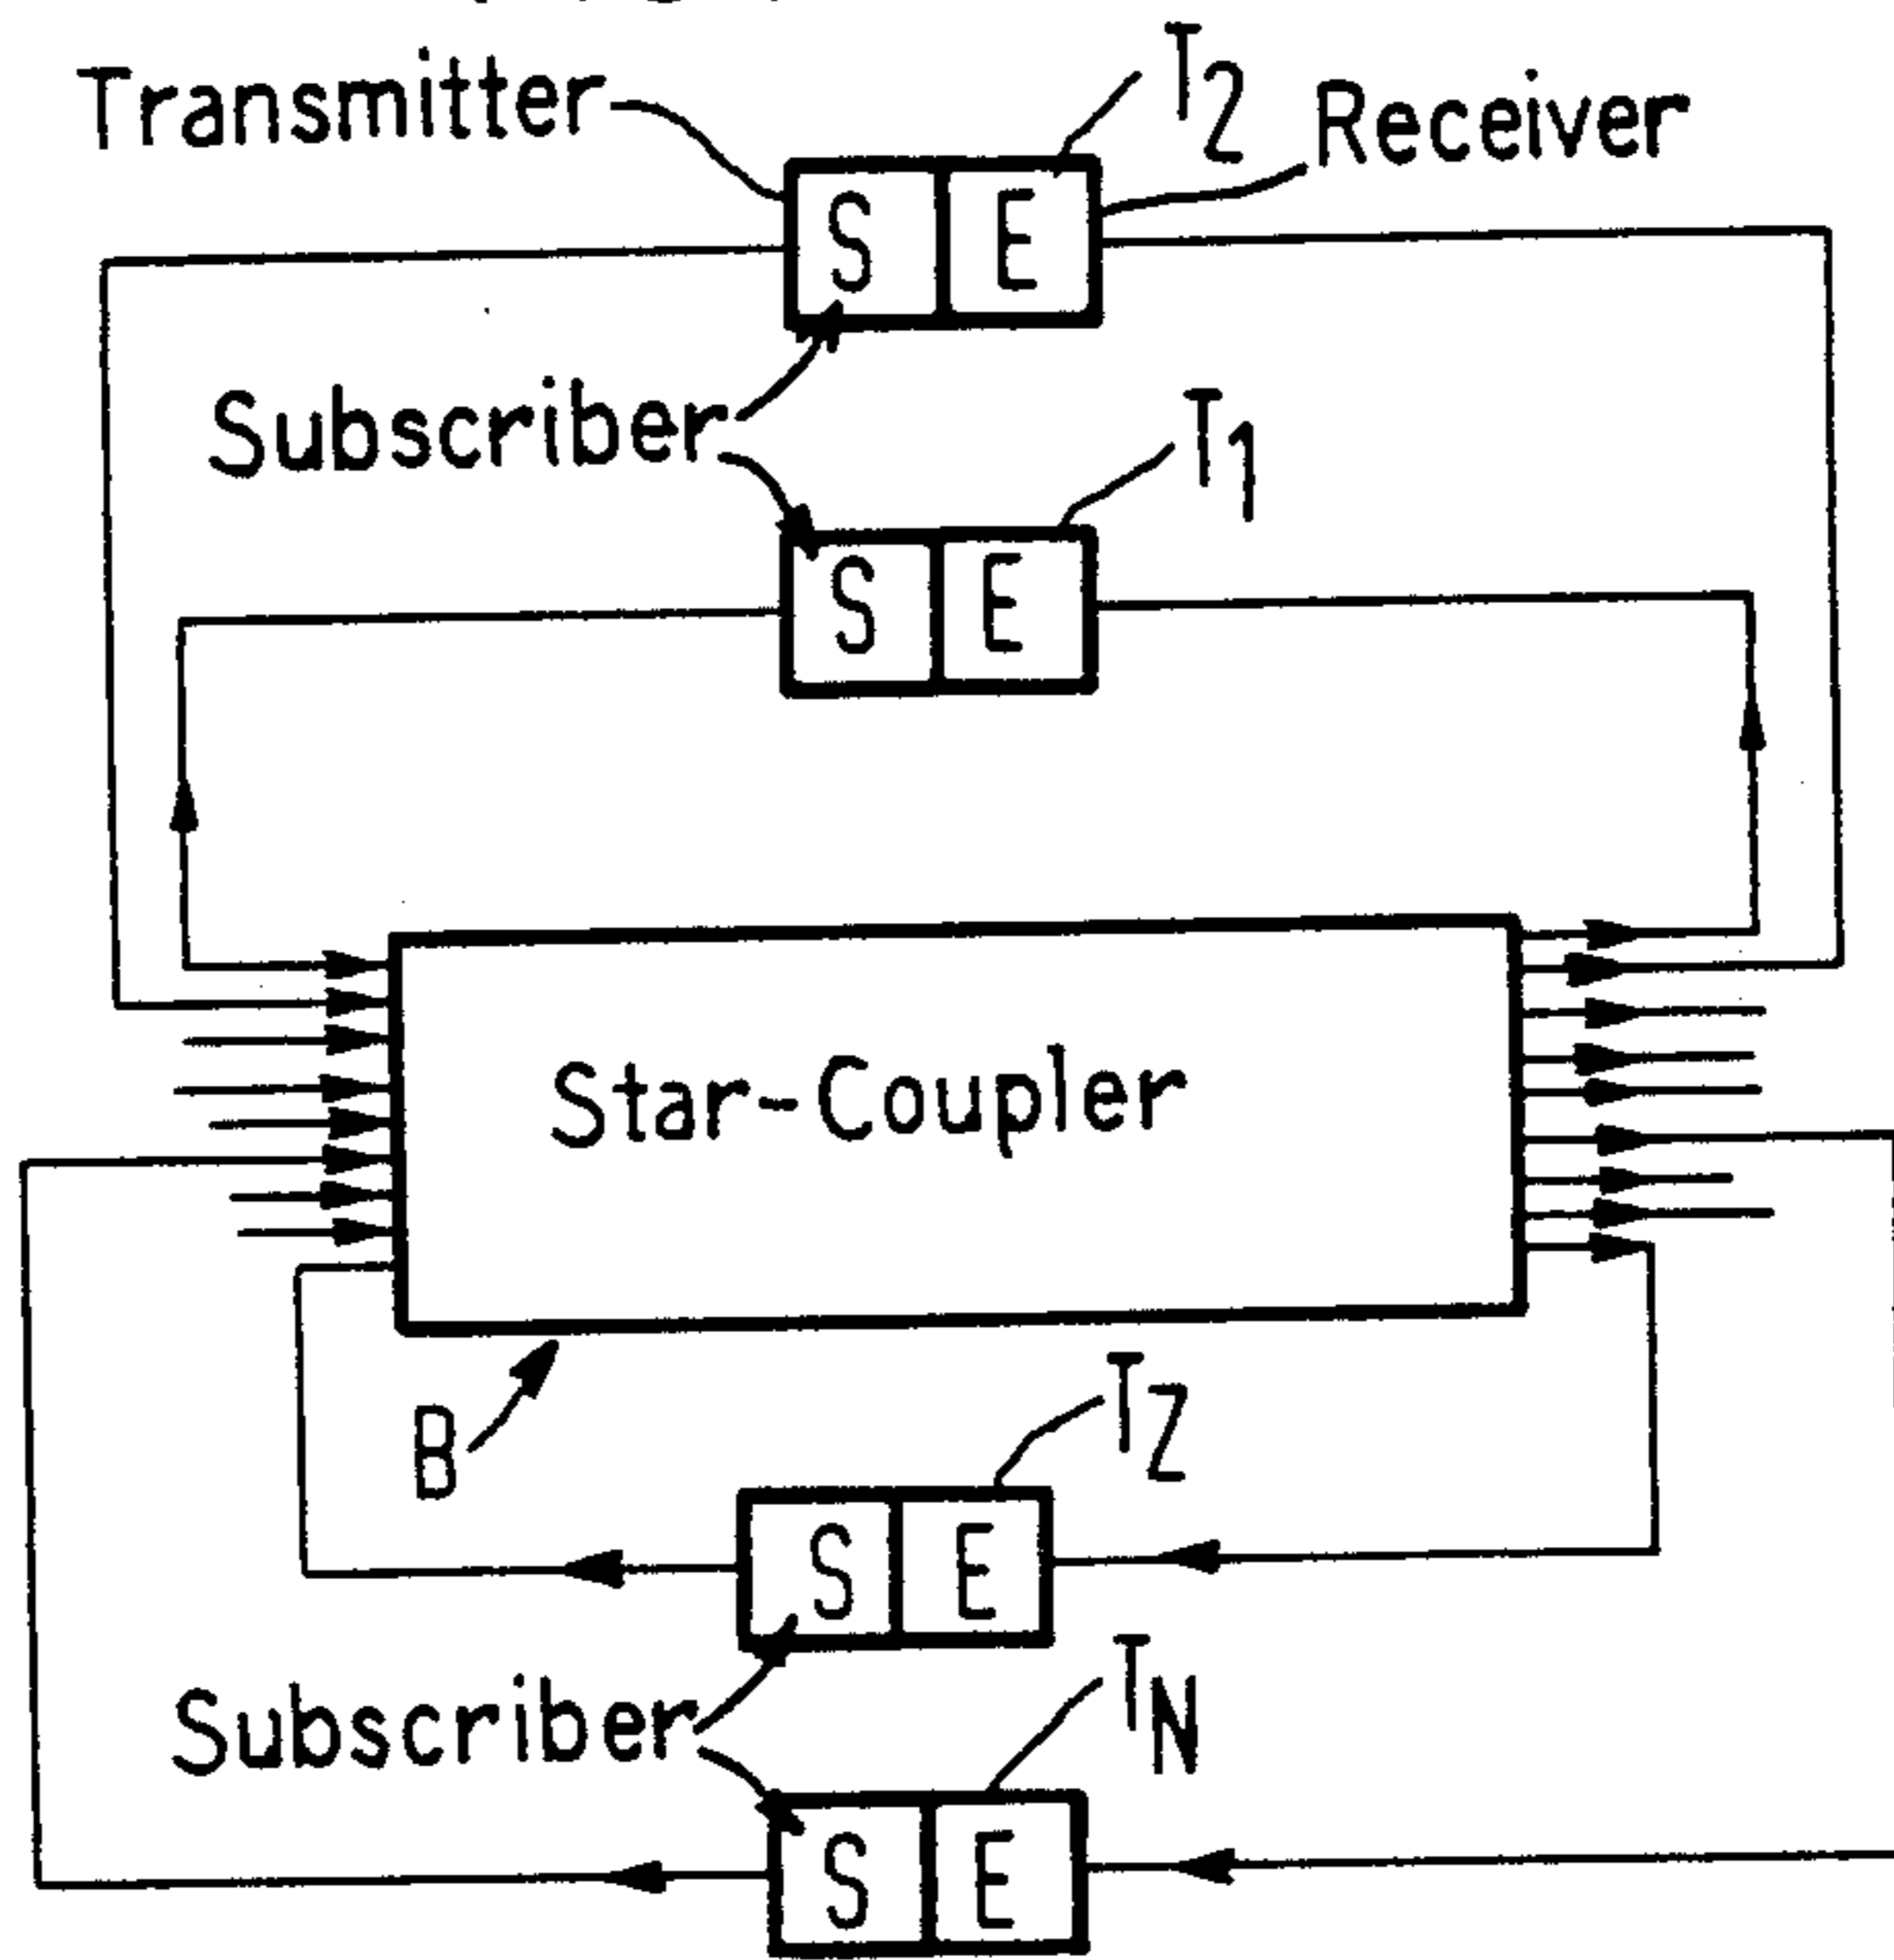 Transmitter
T2
Receiver
S E
Subscriber
T1
S E
Star-Coupler
B
TZ
S E
Subscriber
TN
S E